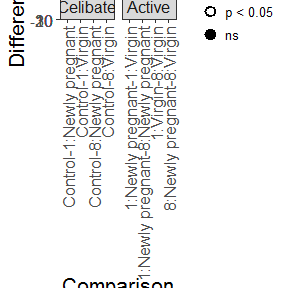 Differen
Celibate
Active
p < 0.05
ns
Control-1:Newly pregnant
Control-1:Virgin
Control-8:Newly pregnant
Control-8:Virgin
1:Newly pregnant-1:Virgin
1:Newly pregnant-8:Newly pregnant
1:Virgin-8:Virgin
8:Newly pregnant-8:Virgin
Comparison